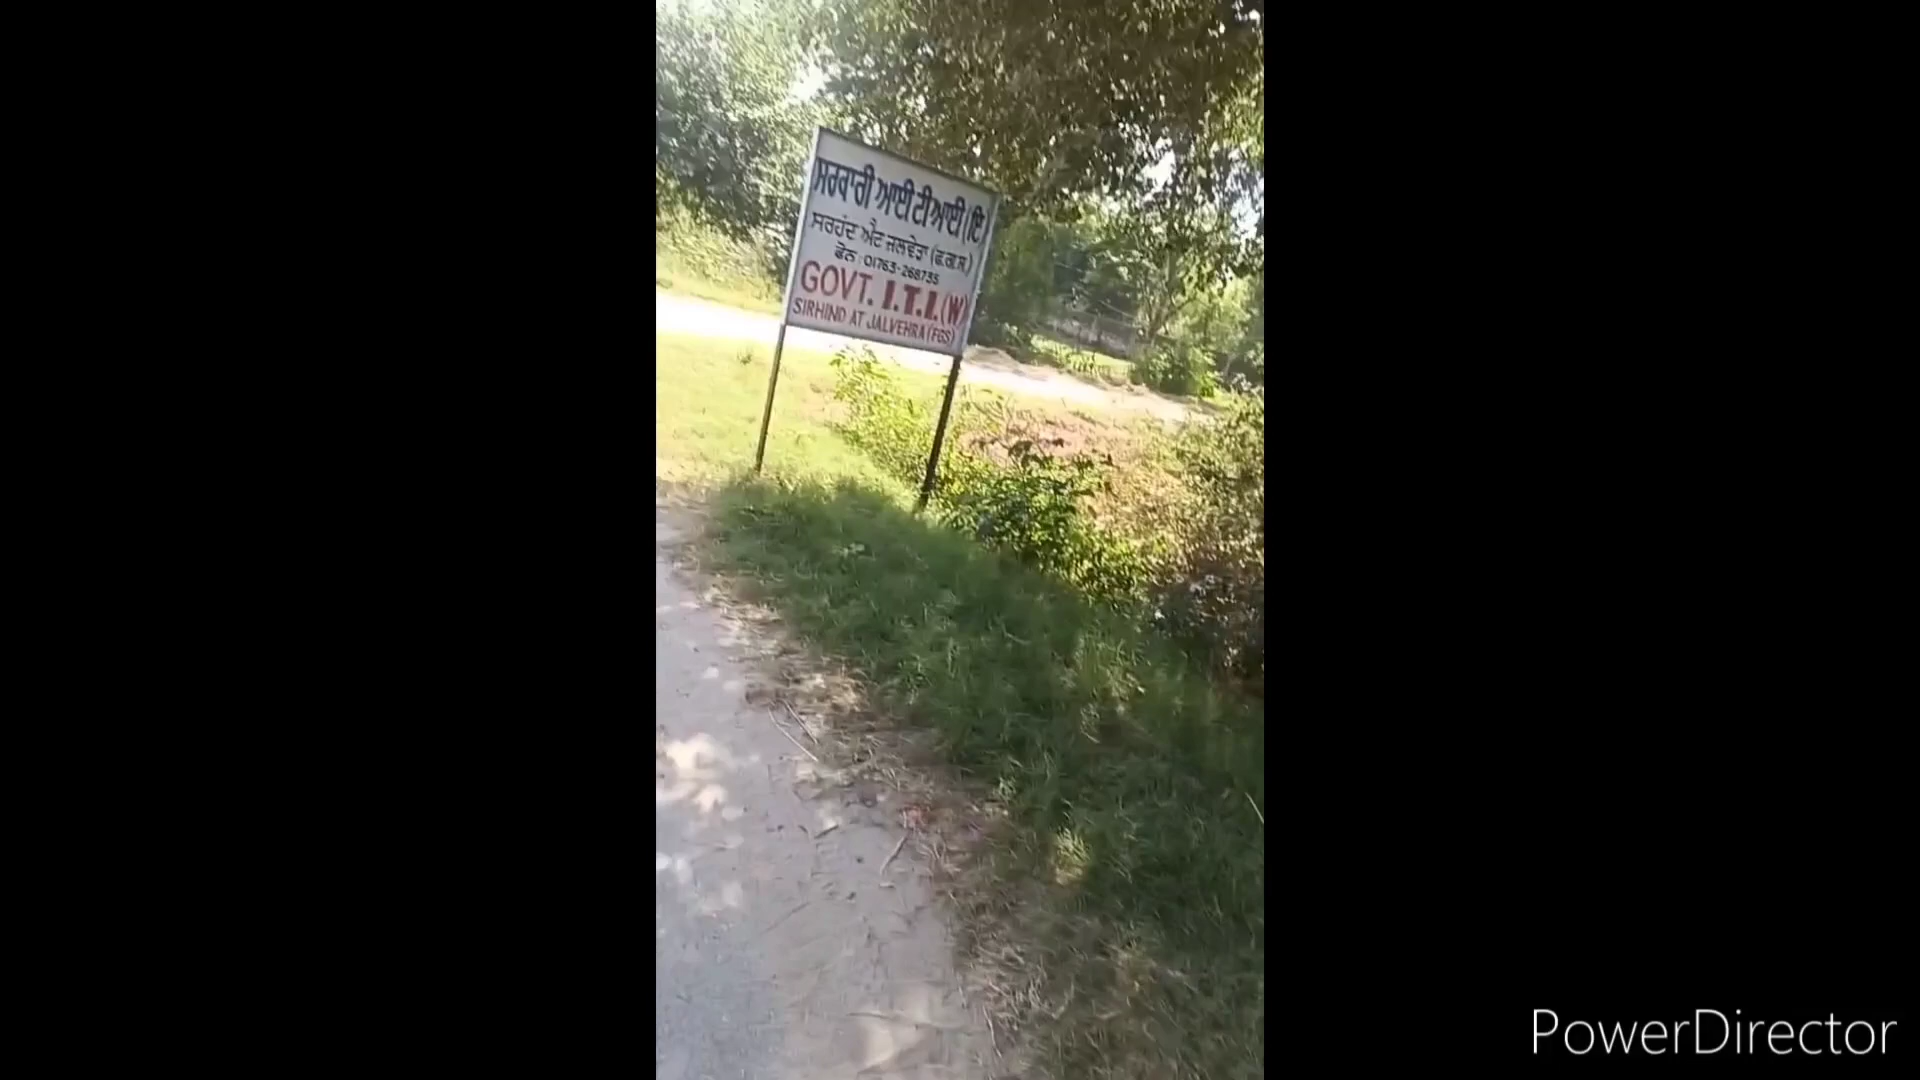 ਸਰਕਾਰੀ ਆਈ ਟੀ ਆਈ (ਇ)
ਸਰਹੰਦ ਐਟ ਜਲਵੇੜਾ (ਫ.ਗ.ਸ.)
ਫੋਨ : 01763-268735
GOVT. I.T.I. (W)
SIRHIND AT JALVEHRA (FGS)
PowerDirector